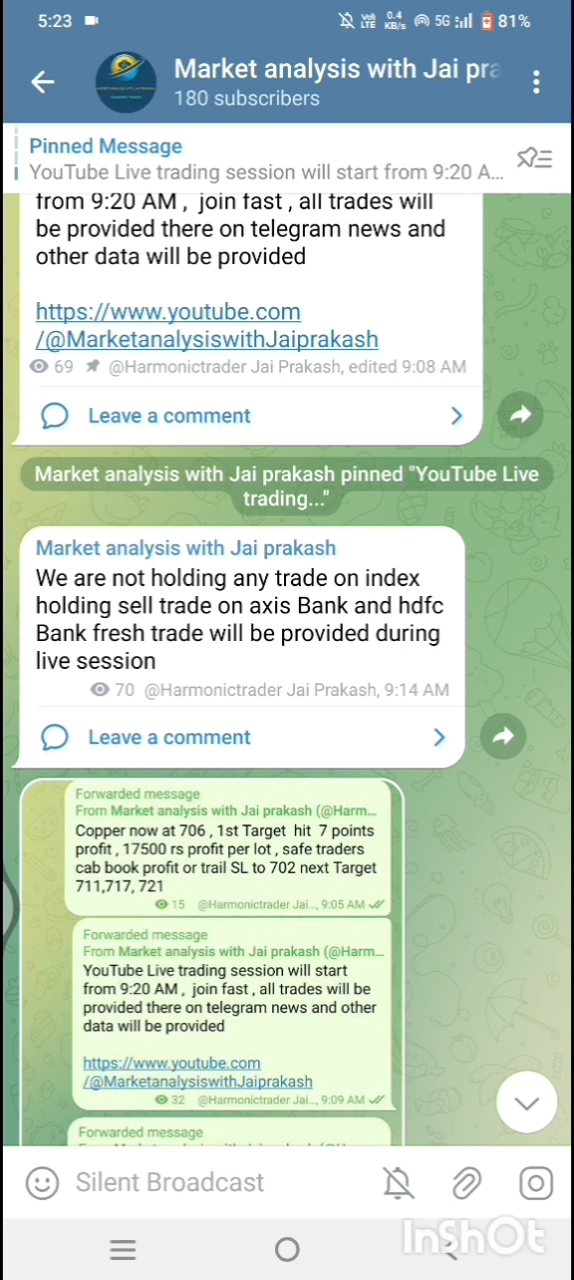 5:23
Vo) LTE 0.4 KB/s 5G 81%
Market analysis with Jai pra
180 subscribers
Pinned Message
YouTube Live trading session will start from 9:20 A...
from 9:20 AM , join fast , all trades will
be provided there on telegram news and
other data will be provided
https://www.youtube.com
/@MarketanalysiswithJaiprakash
69 @Harmonictrader Jai Prakash, edited 9:08 AM
Leave a comment
Market analysis with Jai prakash pinned "YouTube Live
trading..."
Market analysis with Jai prakash
We are not holding any trade on index
holding sell trade on axis Bank and hdfc
Bank fresh trade will be provided during
live session
70 @Harmonictrader Jai Prakash, 9:14 AM
Leave a comment
Forwarded message
From Market analysis with Jai prakash (@Harm...
Copper now at 706 , 1st Target hit 7 points
profit , 17500 rs profit per lot , safe traders
cab book profit or trail SL to 702 next Target
711,717, 721
15 @Harmonictrader Jai..., 9:05 AM
Forwarded message
From Market analysis with Jai prakash (@Harm...
YouTube Live trading session will start
from 9:20 AM , join fast , all trades will be
provided there on telegram news and other
data will be provided
https://www.youtube.com
/@MarketanalysiswithJaiprakash
32 @Harmonictrader Jai..., 9:09 AM
Forwarded message
Silent Broadcast
InShOt